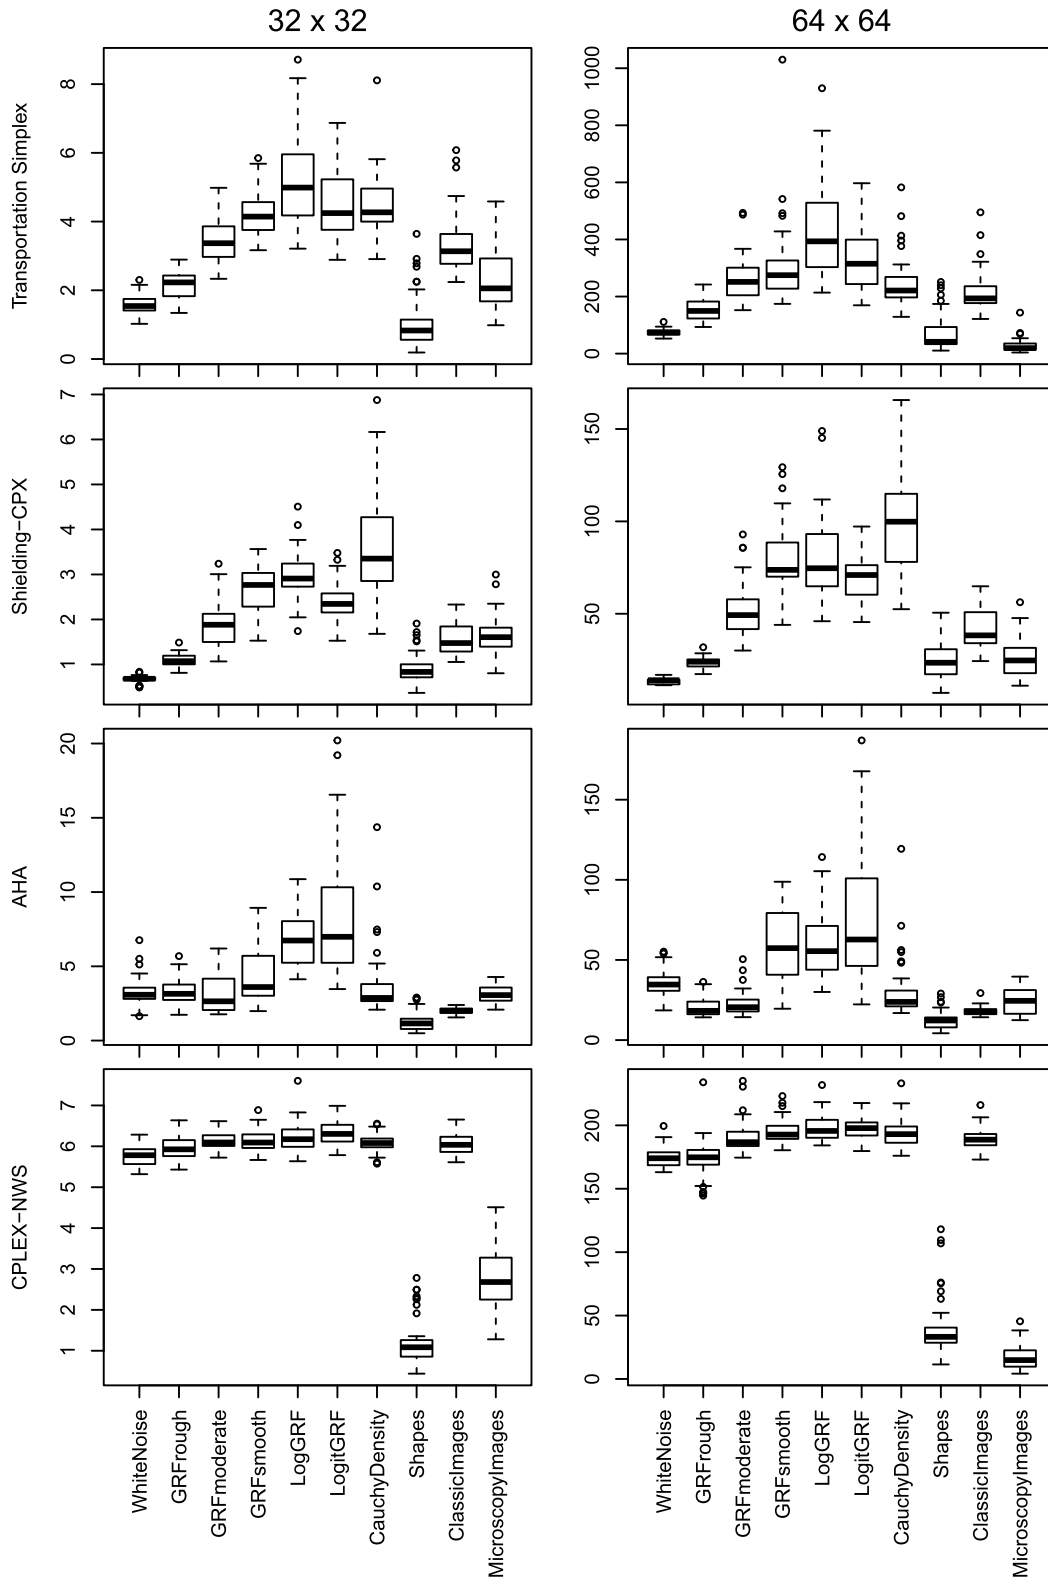 32 x 32
64 x 64
Transportation Simplex
0 2 4 6 8
0 200 400 600 800 1000
Shielding−CPX
1 2 3 4 5 6 7
50 100 150
AHA
0 5 10 15 20
0 50 100 150
CPLEX−NWS
1 2 3 4 5 6 7
0 50 100 150 200
WhiteNoise
GRFrough
GRFmoderate
GRFsmooth
LogGRF
LogitGRF
CauchyDensity
Shapes
ClassicImages
MicroscopyImages
WhiteNoise
GRFrough
GRFmoderate
GRFsmooth
LogGRF
LogitGRF
CauchyDensity
Shapes
ClassicImages
MicroscopyImages